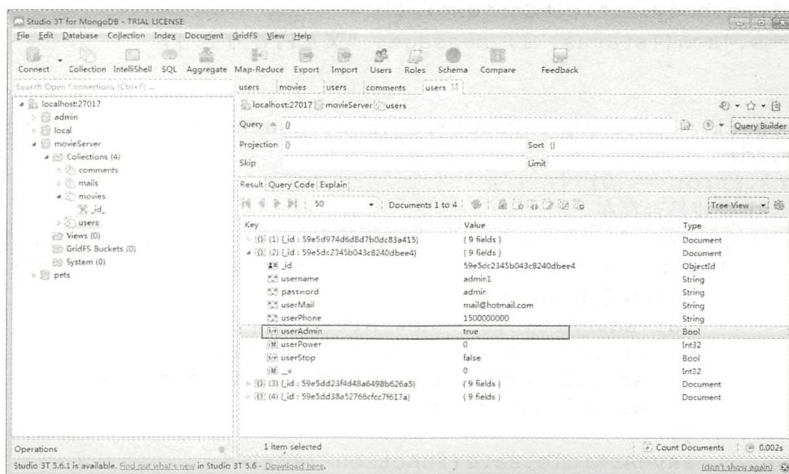 Studio 3T for MongoDB - TRIAL LICENSE
File Edit Database Collection Index Document GridFS View Help
Connect Collection IntelliShell SQL Aggregate Map-Reduce Export Import Users Roles Schema Compare Feedback
Search Open Connections (Ctrl+F) ...
users movies users comments users
localhost:27017
admin
local
movieServer
Collections (4)
comments
mails
movies
_id_
users
Views (0)
GridFS Buckets (0)
System (0)
pets
localhost:27017 movieServer users
Query {} Query Builder
Projection {} Sort {}
Skip Limit
Result Query Code Explain
50 Documents 1 to 4 Tree View
Key Value Type
(1) {_id : 59e5d974d6d8d7b0dc83a415} { 9 fields } Document
(2) {_id : 59e5dc2345b043c8240dbee4} { 9 fields } Document
_id 59e5dc2345b043c8240dbee4 ObjectId
username admin1 String
password admin String
userMail mail@hotmail.com String
userPhone 1500000000 String
userAdmin true Bool
userPower 0 Int32
userStop false Bool
__v 0 Int32
(3) {_id : 59e5dd23f4d48a6498b626a5} { 9 fields } Document
(4) {_id : 59e5dd38a52766cfcc7f617a} { 9 fields } Document
Operations
1 item selected Count Documents 0.002s
Studio 3T 5.6.1 is available. Find out what's new in Studio 3T 5.6 - Download here. (don't show again)